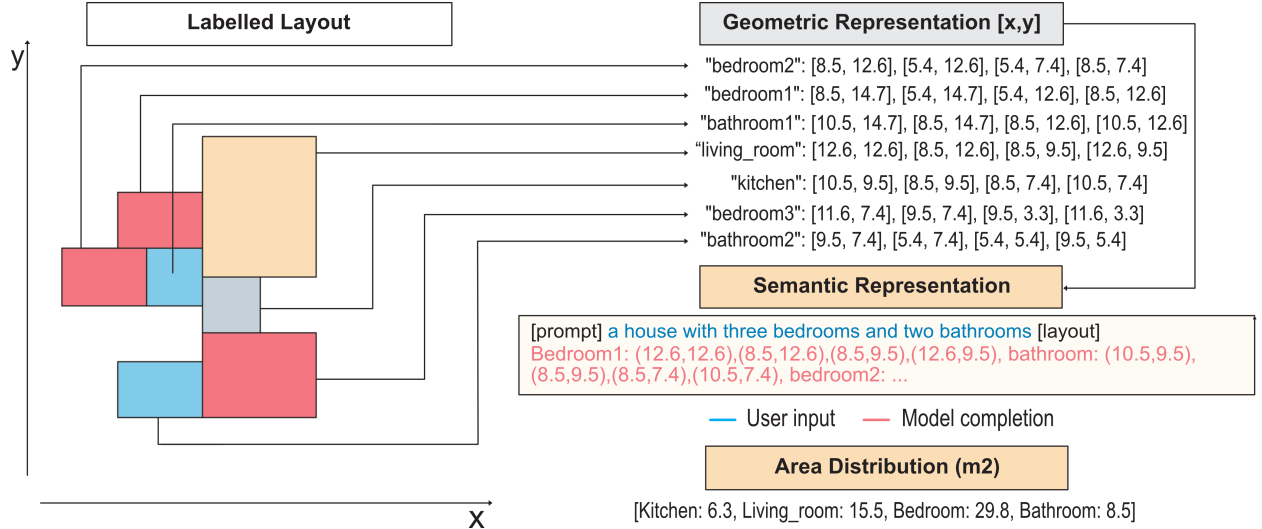 Labelled Layout
Geometric Representation [x,y]
y
"bedroom2": [8.5, 12.6], [5.4, 12.6], [5.4, 7.4], [8.5, 7.4]
"bedroom1": [8.5, 14.7], [5.4, 14.7], [5.4, 12.6], [8.5, 12.6]
"bathroom1": [10.5, 14.7], [8.5, 14.7], [8.5, 12.6], [10.5, 12.6]
“living_room": [12.6, 12.6], [8.5, 12.6], [8.5, 9.5], [12.6, 9.5]
"kitchen": [10.5, 9.5], [8.5, 9.5], [8.5, 7.4], [10.5, 7.4]
"bedroom3": [11.6, 7.4], [9.5, 7.4], [9.5, 3.3], [11.6, 3.3]
"bathroom2": [9.5, 7.4], [5.4, 7.4], [5.4, 5.4], [9.5, 5.4]
Semantic Representation
[prompt] a house with three bedrooms and two bathrooms [layout]
Bedroom1: (12.6,12.6),(8.5,12.6),(8.5,9.5),(12.6,9.5), bathroom: (10.5,9.5),
(8.5,9.5),(8.5,7.4),(10.5,7.4), bedroom2: ...
User input
Model completion
Area Distribution (m2)
[Kitchen: 6.3, Living_room: 15.5, Bedroom: 29.8, Bathroom: 8.5]
x